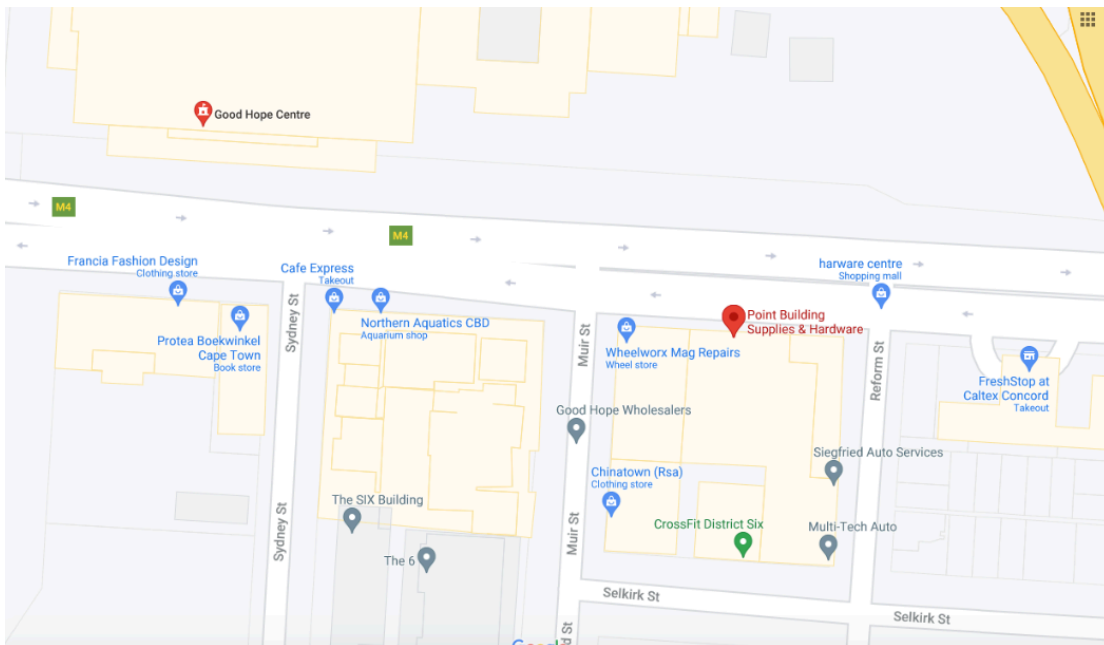 Good Hope Centre
M4
M4
Francia Fashion Design
Clothing store
Cafe Express
Takeout
harware centre
Shopping mall
Protea Boekwinkel
Cape Town
Book store
Sydney St
Northern Aquatics CBD
Aquarium shop
Muir St
Point Building
Supplies & Hardware
Wheelworx Mag Repairs
Wheel store
Reform St
FreshStop at
Caltex Concord
Takeout
Good Hope Wholesalers
Siegfried Auto Services
Chinatown (Rsa)
Clothing store
The SIX Building
Sydney St
The 6
Muir St
CrossFit District Six
Multi-Tech Auto
Selkirk St
Selkirk St